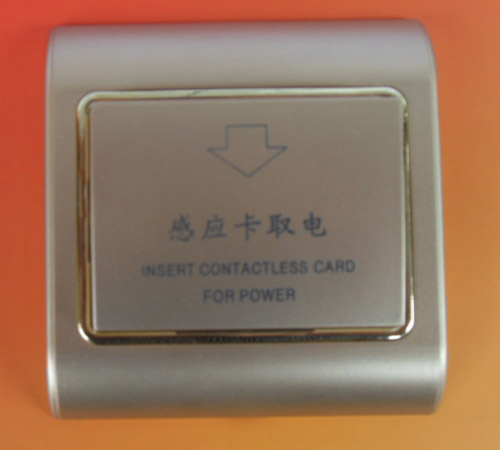 感应卡取电
INSERT CONTACTLESS CARD
FOR POWER